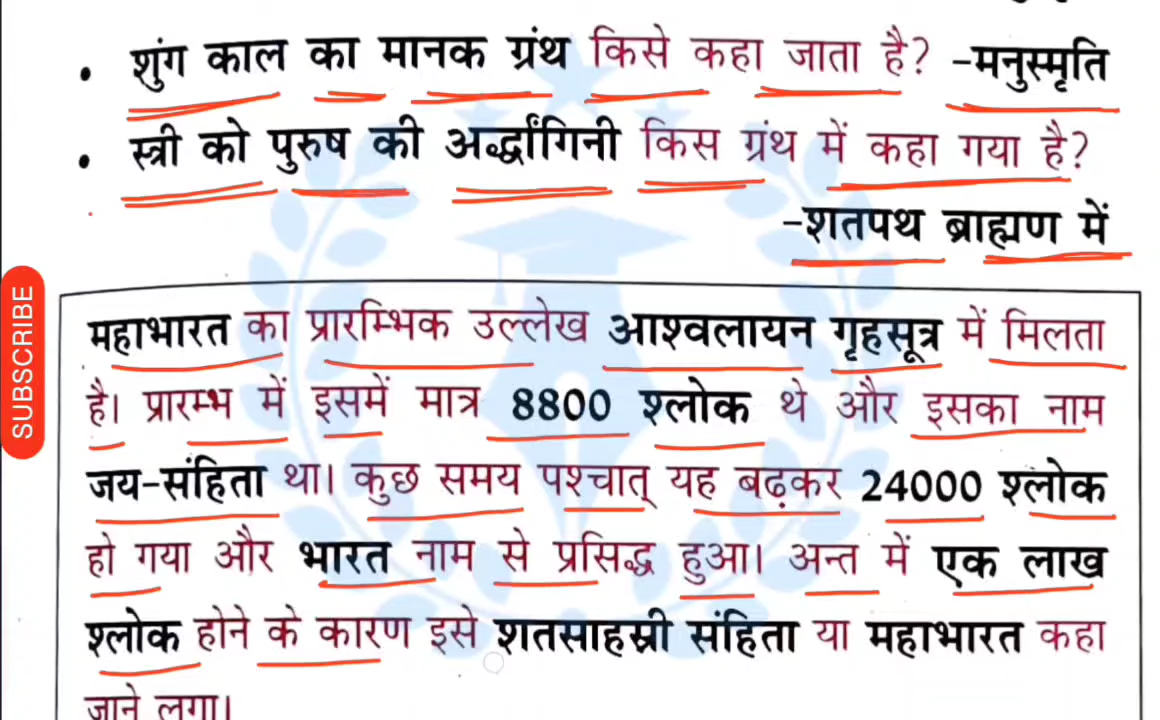 • शुंग काल का मानक ग्रंथ किसे कहा जाता है? -मनुस्मृति
• स्त्री को पुरुष की अर्द्धांगिनी किस ग्रंथ में कहा गया है?
-शतपथ ब्राह्मण में
SUBSCRIBE
महाभारत का प्रारम्भिक उल्लेख आश्वलायन गृहसूत्र में मिलता
है। प्रारम्भ में इसमें मात्र 8800 श्लोक थे और इसका नाम
जय-संहिता था। कुछ समय पश्चात् यह बढ़कर 24000 श्लोक
हो गया और भारत नाम से प्रसिद्ध हुआ। अन्त में एक लाख
श्लोक होने के कारण इसे शतसाहस्री संहिता या महाभारत कहा
जाने लगा।